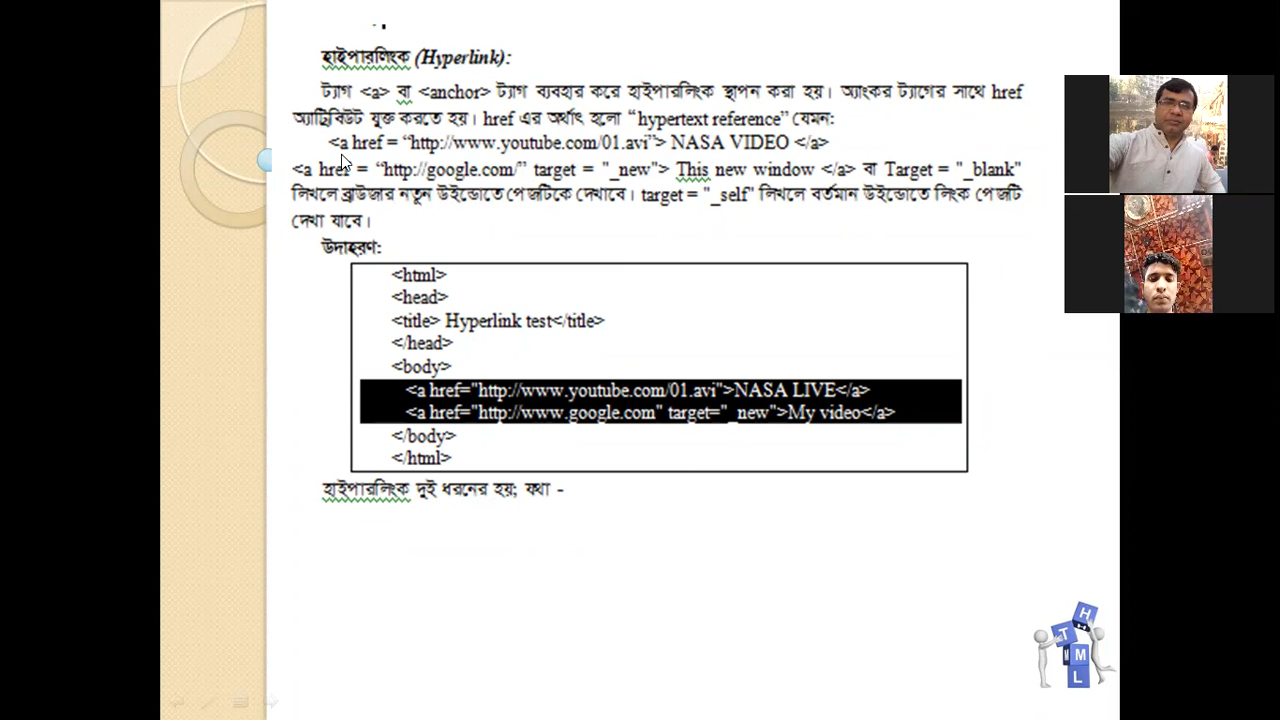 হাইপারলিংক (Hyperlink):
ট্যাগ <a> বা <anchor> ট্যাগ ব্যবহার করে হাইপারলিংক স্থাপন করা হয়। অ্যাংকর ট্যাগের সাথে href
অ্যাট্রিবিউট যুক্ত করতে হয়। href এর অর্থাৎ হলো “hypertext reference” যেমন:
<a href = “http://www.youtube.com/01.avi”> NASA VIDEO </a>
<a href = “http://google.com/” target = "_new”> This new window </a> বা Target = "_blank"
লিখলে ব্রাউজার নতুন উইন্ডোতে পেজটিকে দেখাবে। target = "_self" লিখলে বর্তমান উইন্ডোতে লিংক পেজটি
দেখা যাবে।
উদাহরণ:
<html>
<head>
<title> Hyperlink test</title>
</head>
<body>
<a href="http://www.youtube.com/01.avi">NASA LIVE</a>
<a href="http://www.google.com" target="_new">My video</a>
</body>
</html>
হাইপারলিংক দুই ধরনের হয়; যথা -
H
T
M
M
L